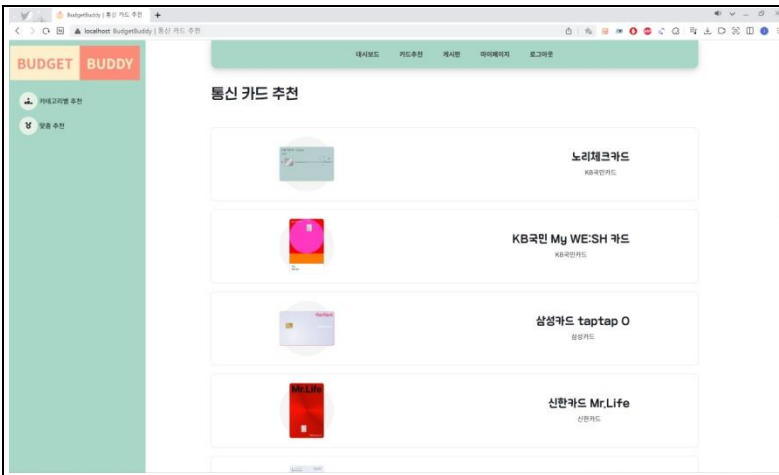 BudgetBuddy | 통신 카드 추천
localhost BudgetBuddy | 통신 카드 추천
BUDGET BUDDY
카테고리별 추천
맞춤 추천
대시보드 카드추천 게시판 마이페이지 로그아웃
통신 카드 추천
노리체크카드
KB국민카드
KB국민 My WE:SH 카드
KB국민카드
삼성카드 taptap O
삼성카드
Mr.Life
신한카드 Mr.Life
신한카드